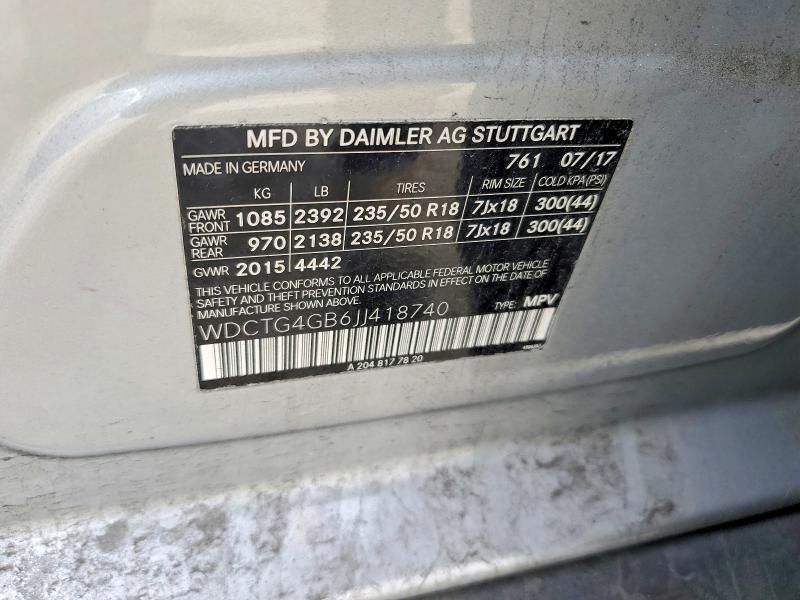 MFD BY DAIMLER AG STUTTGART
MADE IN GERMANY 761 07/17
KG LB TIRES RIM SIZE COLD KPA(PSI)
GAWR FRONT 1085 2392 235/50 R18 7Jx18 300(44)
GAWR REAR 970 2138 235/50 R18 7Jx18 300(44)
GVWR 2015 4442
THIS VEHICLE CONFORMS TO ALL APPLICABLE FEDERAL MOTOR VEHICLE
SAFETY AND THEFT PREVENTION STANDARDS IN EFFECT ON THE DATE OF
MANUFACTURE SHOWN ABOVE.
WDCTG4GB6JJ418740 TYPE: MPV
A 204 817 78 20